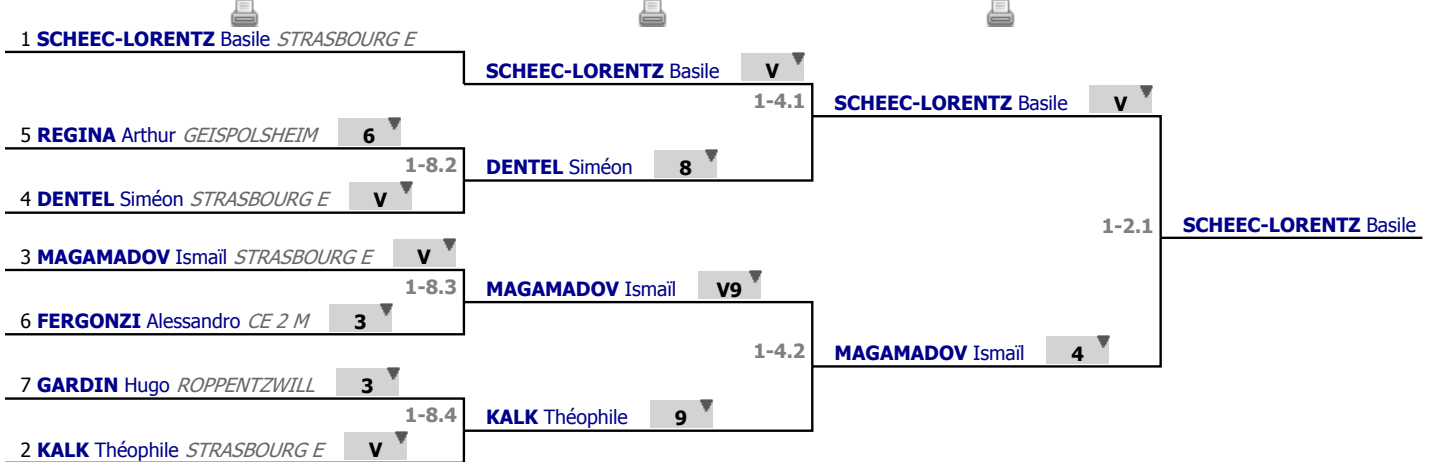 1 SCHEEC-LORENTZ Basile STRASBOURG E
SCHEEC-LORENTZ Basile V
1-4.1
SCHEEC-LORENTZ Basile V
5 REGINA Arthur GEISPOLSHEIM 6
1-8.2
DENTEL Siméon 8
4 DENTEL Siméon STRASBOURG E V
1-2.1
SCHEEC-LORENTZ Basile
3 MAGAMADOV Ismaïl STRASBOURG E V
1-8.3
MAGAMADOV Ismaïl V9
6 FERGONZI Alessandro CE 2 M 3
1-4.2
MAGAMADOV Ismaïl 4
7 GARDIN Hugo ROPPENTZWILL 3
1-8.4
KALK Théophile 9
2 KALK Théophile STRASBOURG E V